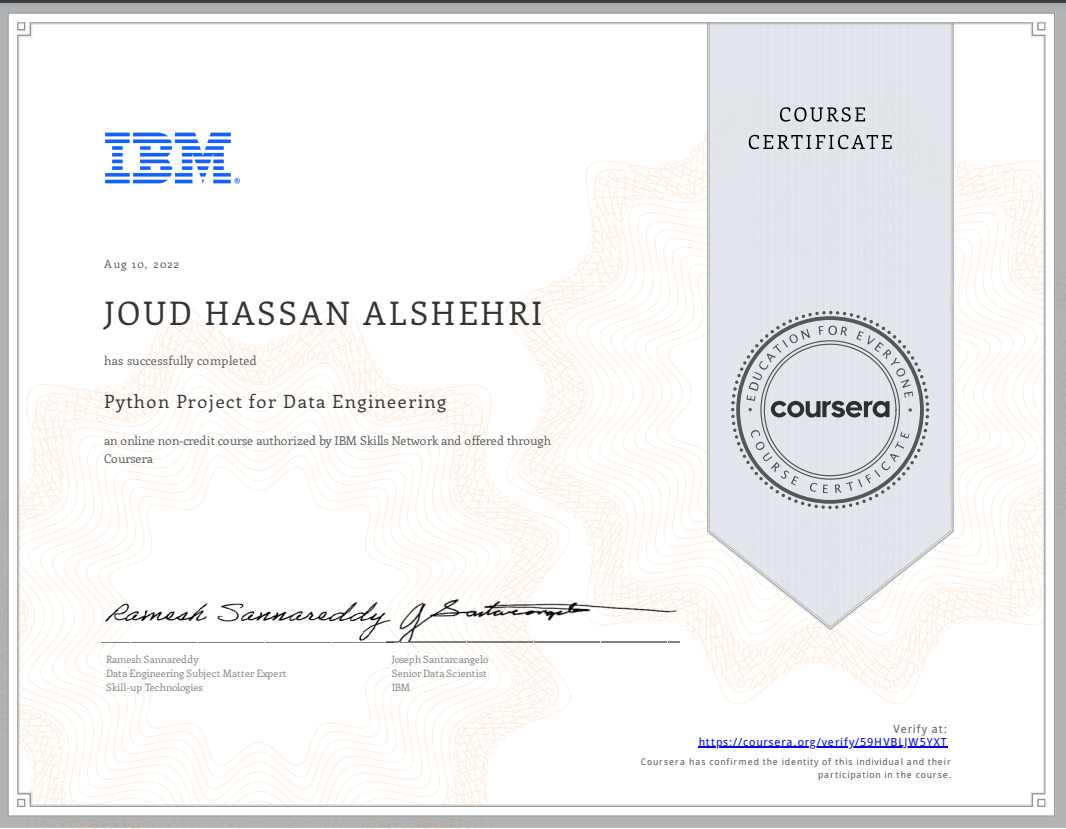 COURSE
CERTIFICATE
IBM®
Aug 10, 2022
JOUD HASSAN ALSHEHRI
has successfully completed
Python Project for Data Engineering
an online non-credit course authorized by IBM Skills Network and offered through
Coursera
EDUCATION FOR EVERYONE
coursera
COURSE CERTIFICATE
Ramesh Sannareddy
J Santarcangelo
Ramesh Sannareddy
Data Engineering Subject Matter Expert
Skill-up Technologies
Joseph Santarcangelo
Senior Data Scientist
IBM
Verify at:
https://coursera.org/verify/59HVBLJW5YXT
Coursera has confirmed the identity of this individual and their
participation in the course.